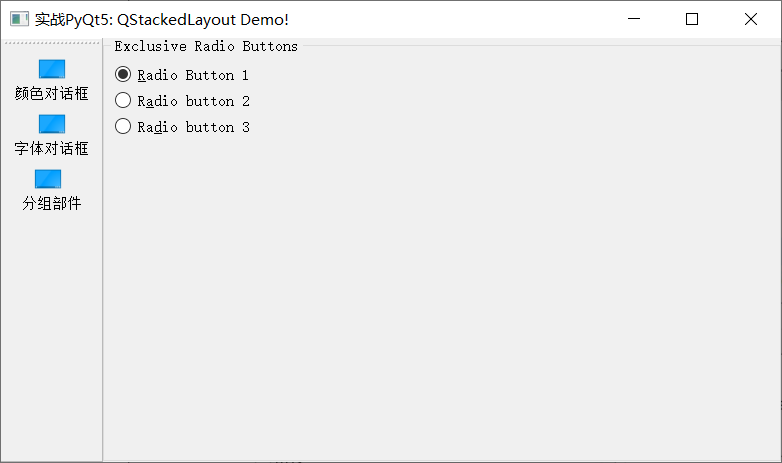 实战PyQt5: QStackedLayout Demo!
颜色对话框
字体对话框
分组部件
Exclusive Radio Buttons
Radio Button 1
Radio button 2
Radio button 3